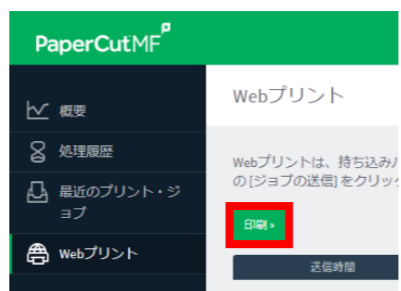 PaperCutMF
概要
処理履歴
最近のプリント・ジ
ョブ
Webプリント
Webプリント
Webプリントは、持ち込み
の [ジョブの送信] をクリッ
印刷 »
送信時間